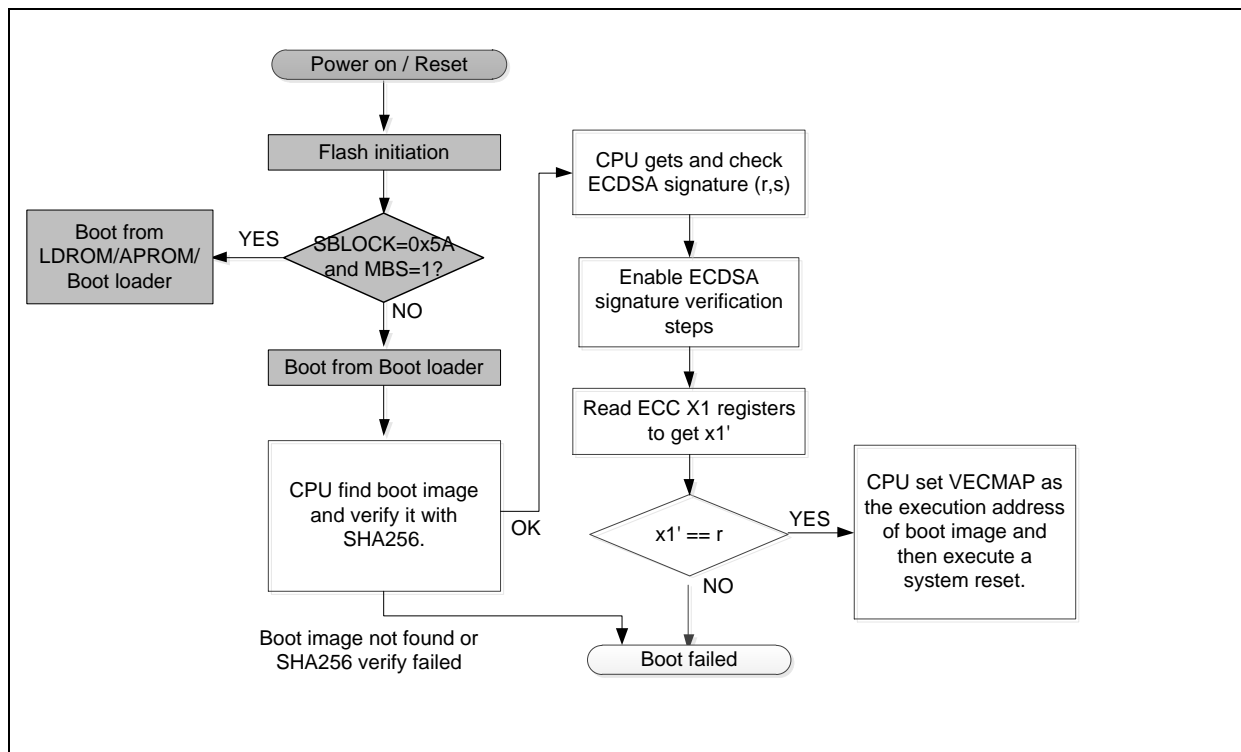 Power on / Reset
Flash initiation
SBLOCK=0x5A
and MBS=1?
YES
Boot from
LDROM/APROM/
Boot loader
NO
Boot from Boot loader
CPU find boot image
and verify it with
SHA256.
OK
Boot image not found or
SHA256 verify failed
CPU gets and check
ECDSA signature (r,s)
Enable ECDSA
signature verification
steps
Read ECC X1 registers
to get x1'
x1' == r
YES
NO
CPU set VECMAP as
the execution address
of boot image and
then execute a
system reset.
Boot failed